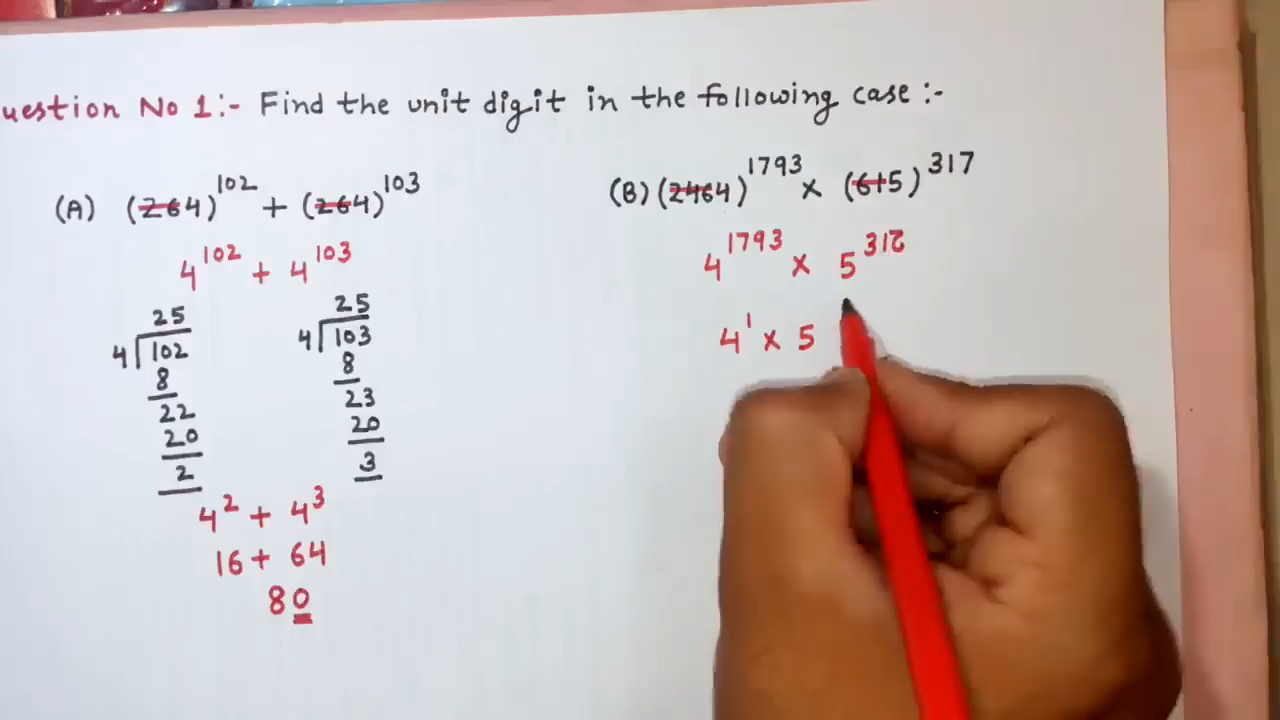 uestion No 1:- Find the unit digit in the following case :-
(A) (264)^102 + (264)^103
4^102 + 4^103
25
4 102
8
22
20
2
25
4 103
8
23
20
3
4^2 + 4^3
16 + 64
80
(B) (2464)^1793 × (615)^317
4^1793 × 5^317
4^1 × 5